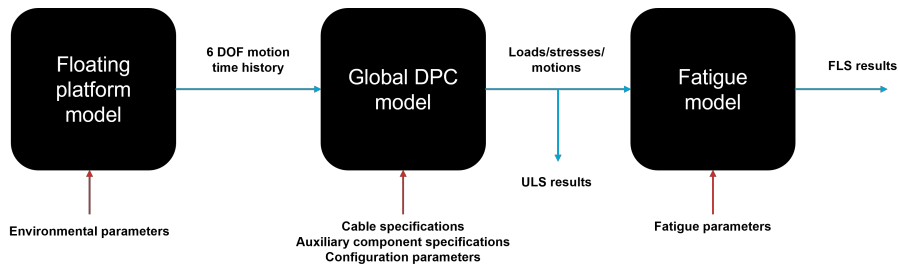 Floating
platform
model
6 DOF motion
time history
Global DPC
model
Loads/stresses/
motions
Fatigue
model
FLS results
ULS results
Environmental parameters
Cable specifications
Auxiliary component specifications
Configuration parameters
Fatigue parameters